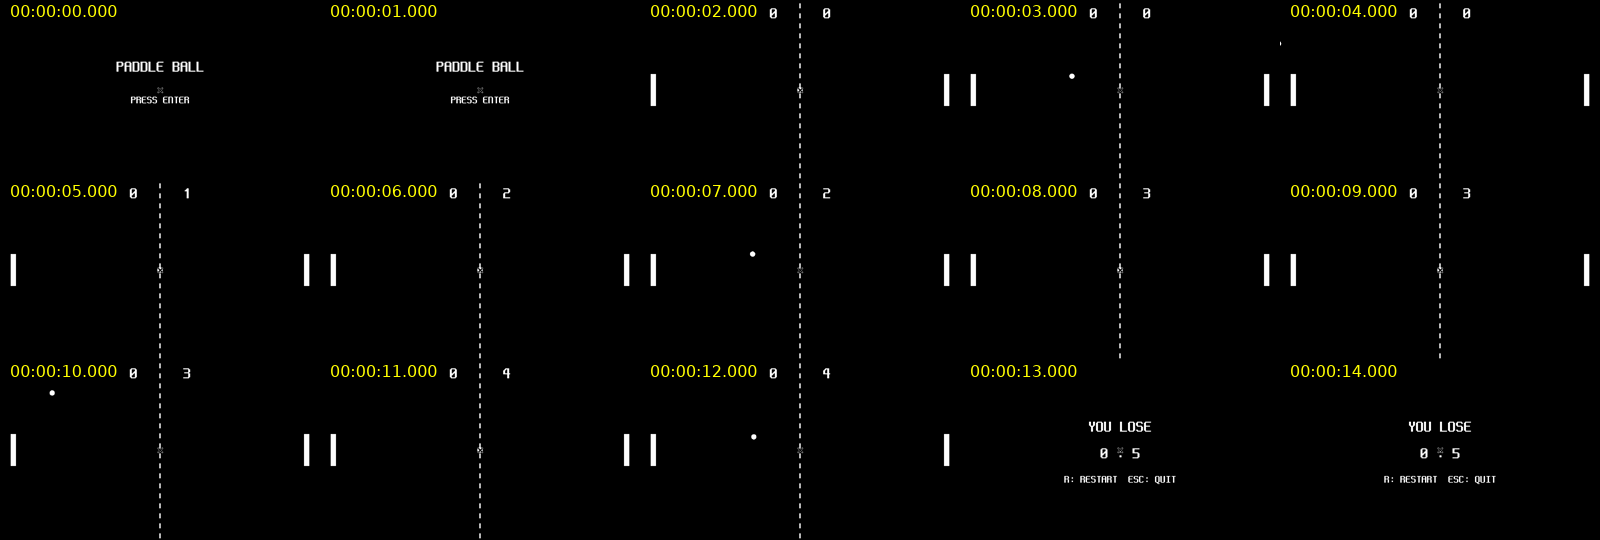 00:00:00.000
PADDLE BALL
PRESS ENTER
00:00:01.000
PADDLE BALL
PRESS ENTER
00:00:02.000 0 0
00:00:03.000 0 0
00:00:04.000 0 0
00:00:05.000 0 1
00:00:06.000 0 2
00:00:07.000 0 2
00:00:08.000 0 3
00:00:09.000 0 3
00:00:10.000 0 3
00:00:11.000 0 4
00:00:12.000 0 4
00:00:13.000
YOU LOSE
0 : 5
R: RESTART ESC: QUIT
00:00:14.000
YOU LOSE
0 : 5
R: RESTART ESC: QUIT